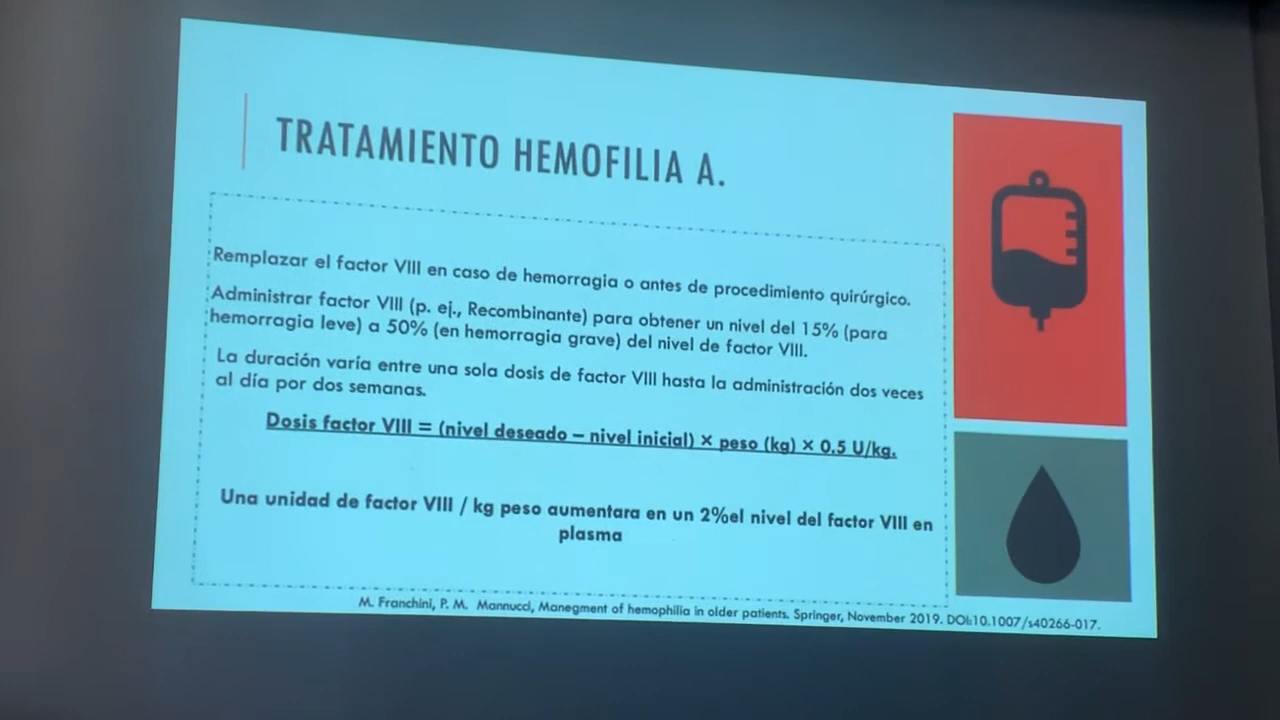 TRATAMIENTO HEMOFILIA A.
Remplazar el factor VIII en caso de hemorragia o antes de procedimiento quirúrgico.
Administrar factor VIII (p. ej., Recombinante) para obtener un nivel del 15% (para
hemorragia leve) a 50% (en hemorragia grave) del nivel de factor VIII.
La duración varía entre una sola dosis de factor VIII hasta la administración dos veces
al día por dos semanas.
Dosis factor VIII = (nivel deseado – nivel inicial) × peso (kg) × 0.5 U/kg.
Una unidad de factor VIII / kg peso aumentara en un 2%el nivel del factor VIII en
plasma
M. Franchini, P. M. Mannucci, Manegment of hemophilia in older patients. Springer, November 2019. DOI:10.1007/s40266-017.